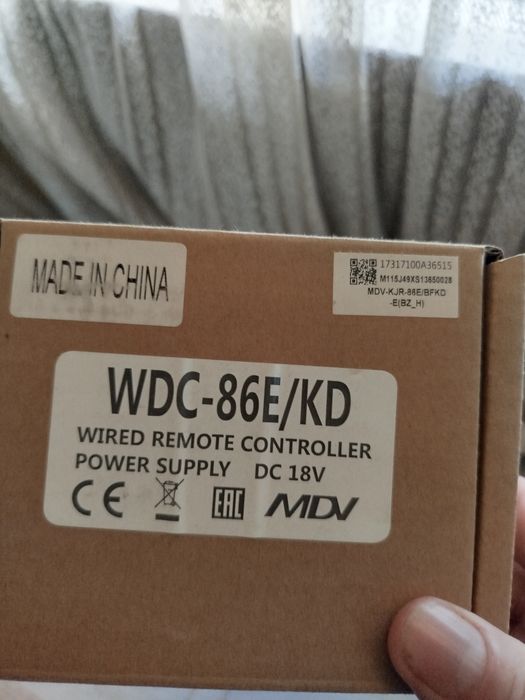 MADE IN CHINA
17317100A36515
M115J49XS13650028
MDV-KJR-86E/BFKD
-E(BZ_H)
WDC-86E/KD
WIRED REMOTE CONTROLLER
POWER SUPPLY DC 18V
CE EAC MDV